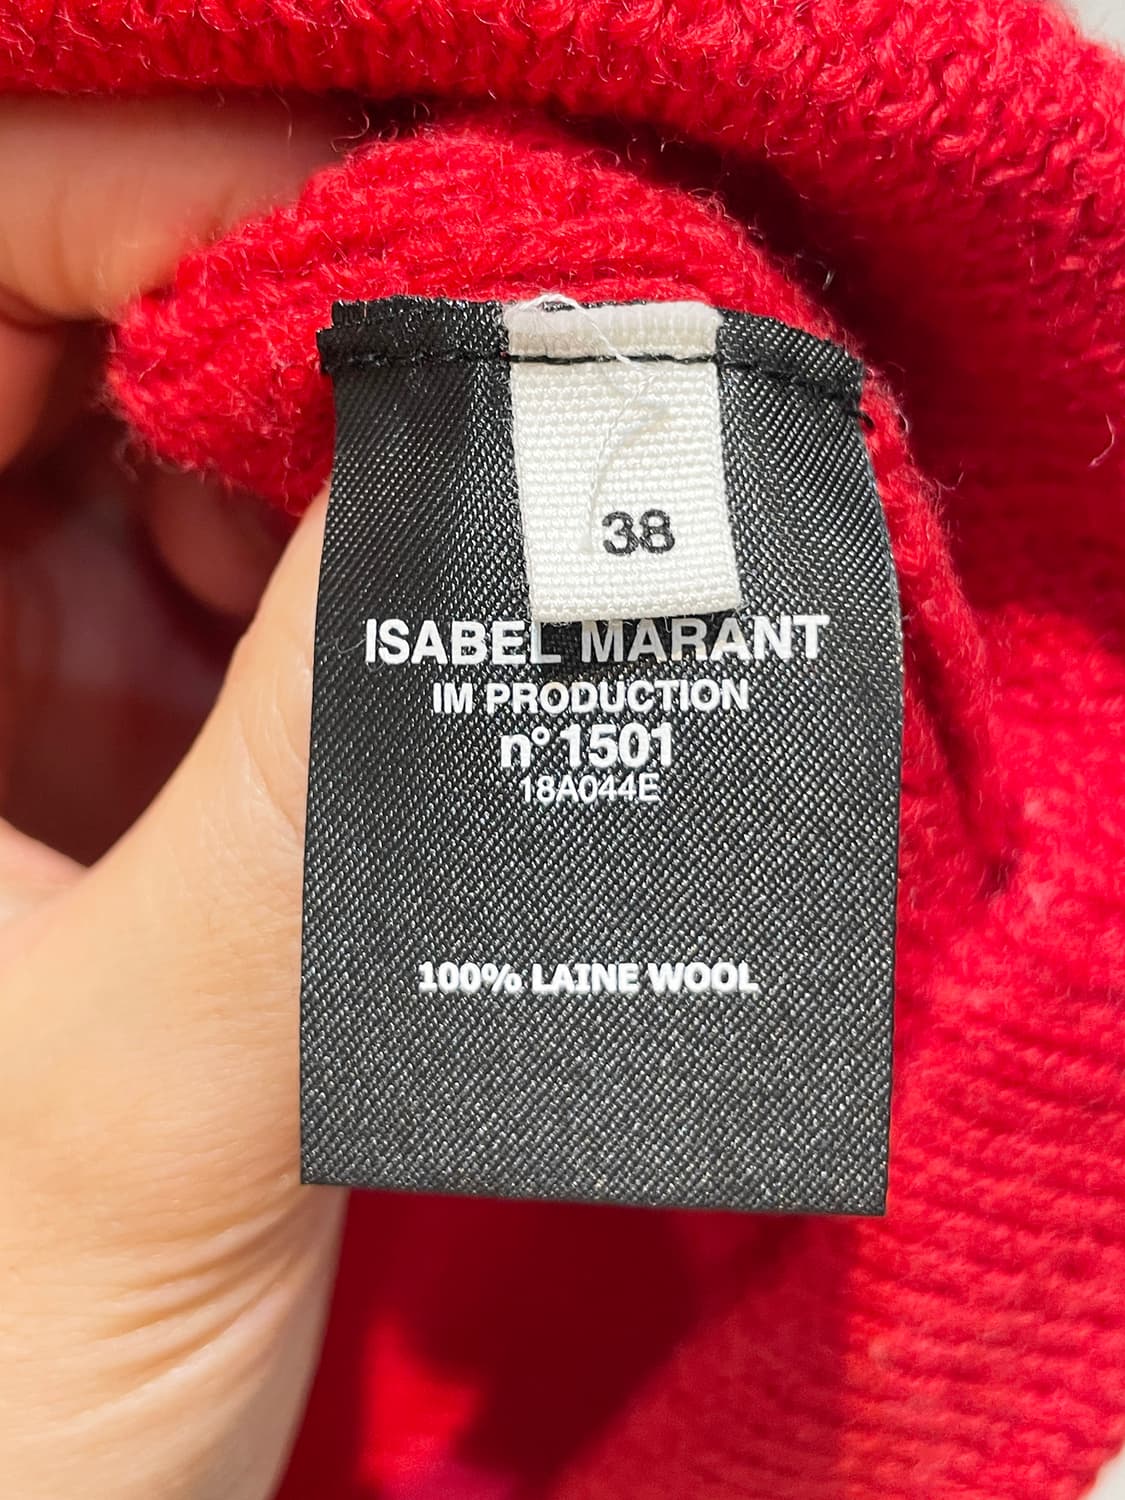 38
ISABEL MARANT
IM PRODUCTION
n° 1501
18A044E
100% LAINE WOOL